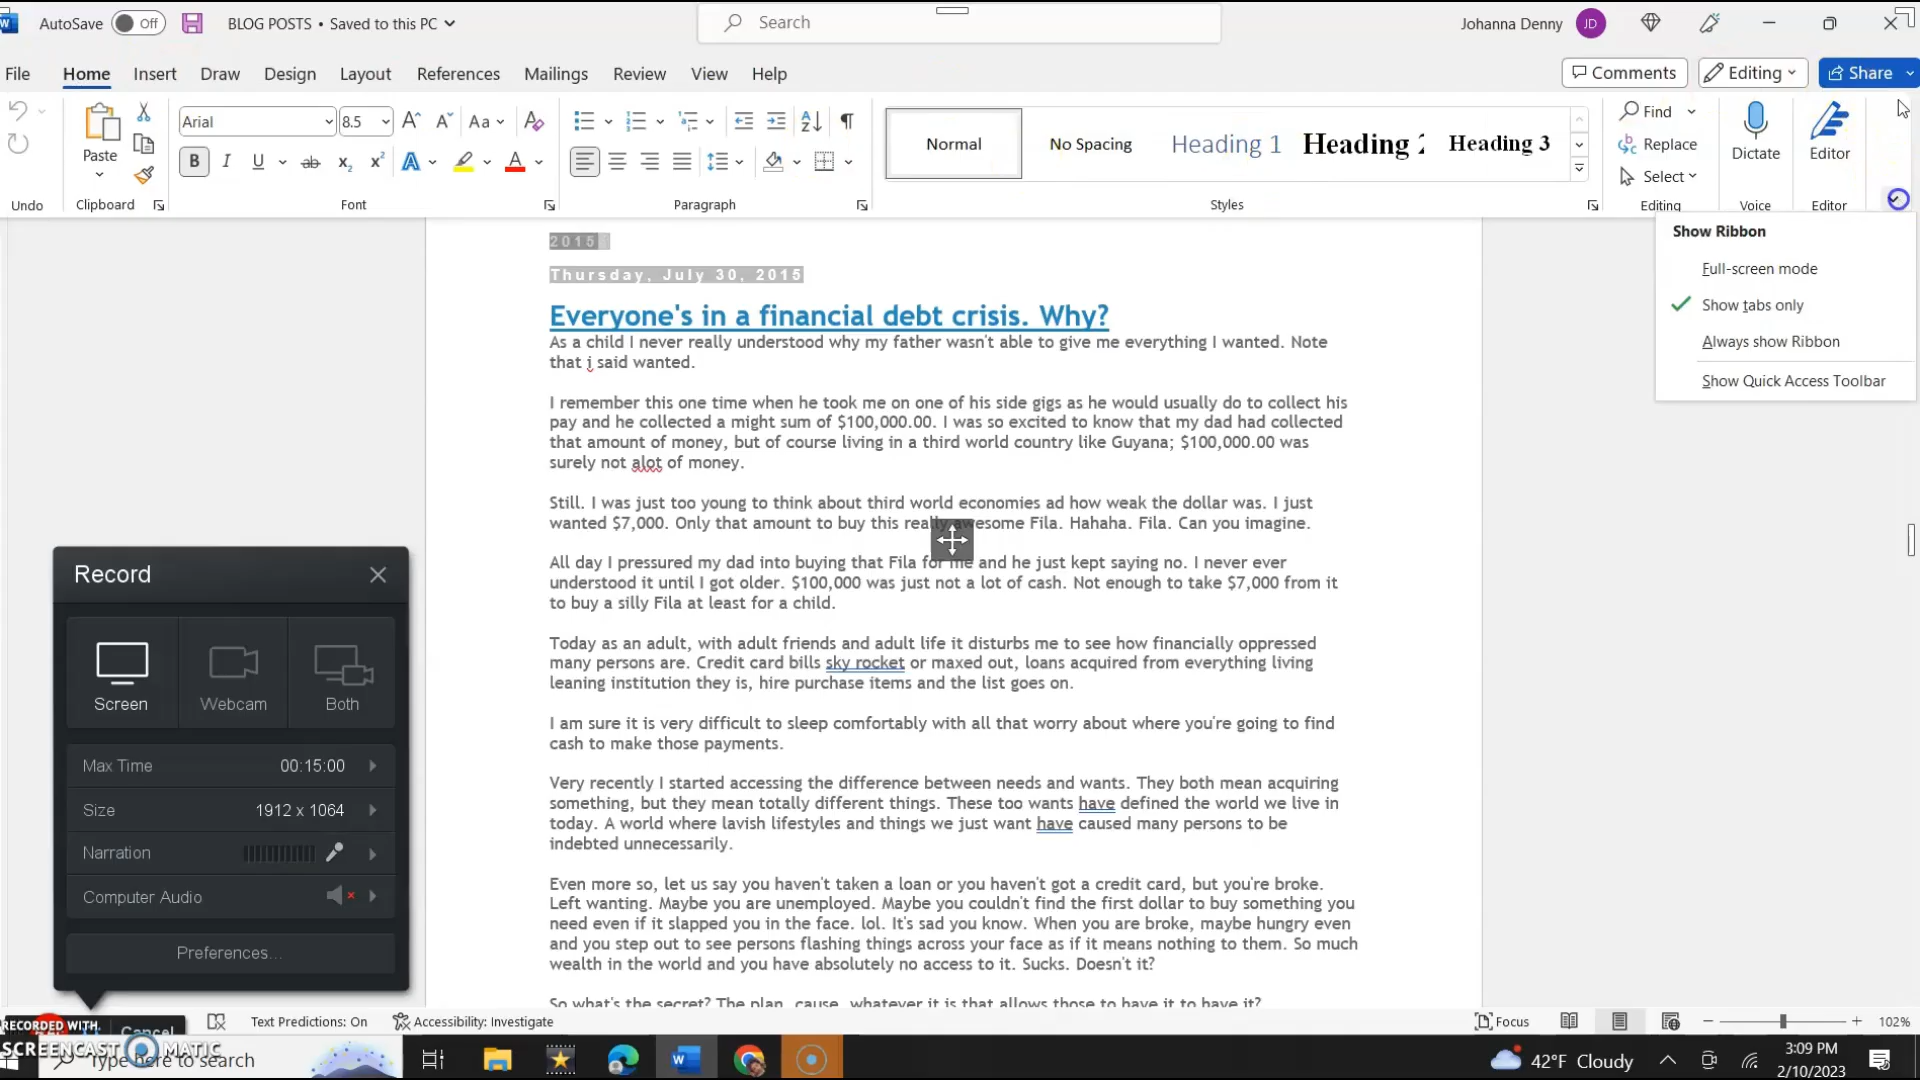 AutoSave Off BLOG POSTS • Saved to this PC Search Johanna Denny JD
File Home Insert Draw Design Layout References Mailings Review View Help Comments Editing Share
Arial 8.5 Aa Normal No Spacing Heading 1 Heading 2 Heading 3 Find
Paste B I U ab x₂ x² A A Replace Dictate Editor
Select
Undo Clipboard Font Paragraph Styles Editing Voice Editor
Show Ribbon
Full-screen mode
Show tabs only
Always show Ribbon
Show Quick Access Toolbar
2015
Thursday, July 30, 2015
Everyone's in a financial debt crisis. Why?
As a child I never really understood why my father wasn't able to give me everything I wanted. Note
that i said wanted.
I remember this one time when he took me on one of his side gigs as he would usually do to collect his
pay and he collected a might sum of $100,000.00. I was so excited to know that my dad had collected
that amount of money, but of course living in a third world country like Guyana; $100,000.00 was
surely not alot of money.
Still. I was just too young to think about third world economies ad how weak the dollar was. I just
wanted $7,000. Only that amount to buy this really awesome Fila. Hahaha. Fila. Can you imagine.
All day I pressured my dad into buying that Fila for me and he just kept saying no. I never ever
understood it until I got older. $100,000 was just not a lot of cash. Not enough to take $7,000 from it
to buy a silly Fila at least for a child.
Today as an adult, with adult friends and adult life it disturbs me to see how financially oppressed
many persons are. Credit card bills sky rocket or maxed out, loans acquired from everything living
leaning institution they is, hire purchase items and the list goes on.
I am sure it is very difficult to sleep comfortably with all that worry about where you're going to find
cash to make those payments.
Very recently I started accessing the difference between needs and wants. They both mean acquiring
something, but they mean totally different things. These too wants have defined the world we live in
today. A world where lavish lifestyles and things we just want have caused many persons to be
indebted unnecessarily.
Even more so, let us say you haven't taken a loan or you haven't got a credit card, but you're broke.
Left wanting. Maybe you are unemployed. Maybe you couldn't find the first dollar to buy something you
need even if it slapped you in the face. lol. It's sad you know. When you are broke, maybe hungry even
and you step out to see persons flashing things across your face as if it means nothing to them. So much
wealth in the world and you have absolutely no access to it. Sucks. Doesn't it?
So what's the secret? The plan, cause, whatever it is that allows those to have it to have it?
Record
Screen Webcam Both
Max Time 00:15:00
Size 1912 x 1064
Narration
Computer Audio
Preferences...
Cancel
RECORDED WITH
SCREENCAST MATIC
Text Predictions: On Accessibility: Investigate Focus 102%
Type here to search 42°F Cloudy 3:09 PM
2/10/2023